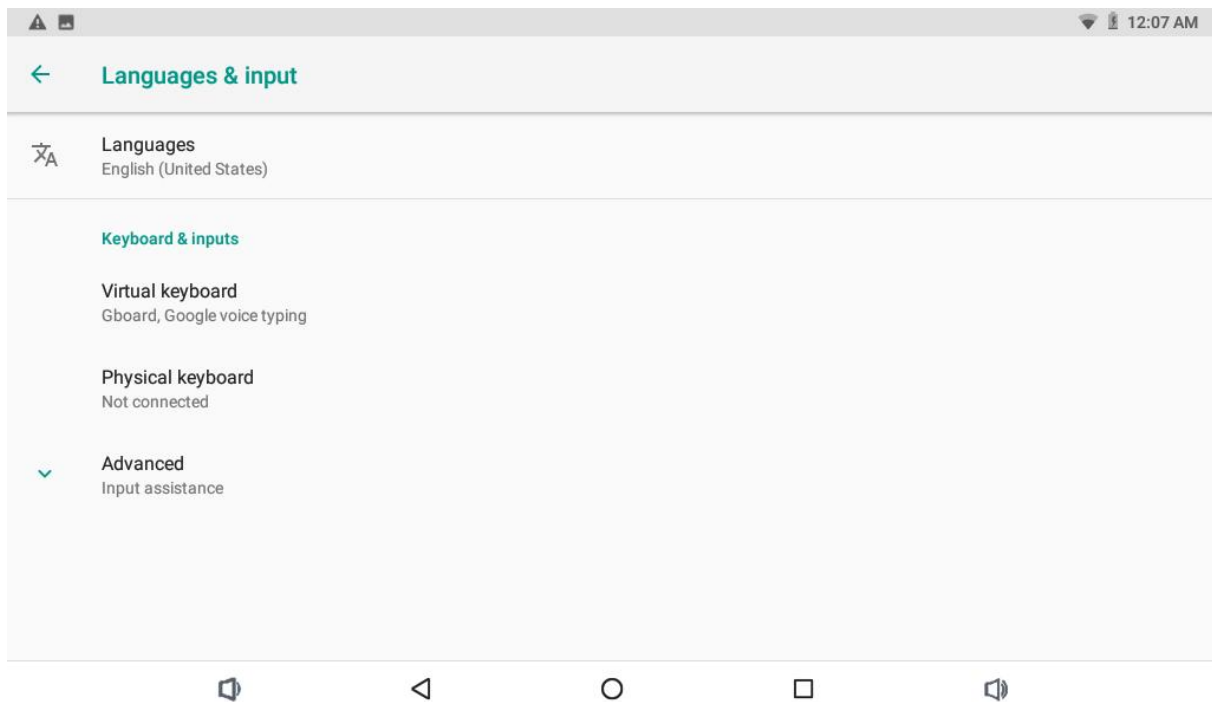 12:07 AM
Languages & input
Languages
English (United States)
Keyboard & inputs
Virtual keyboard
Gboard, Google voice typing
Physical keyboard
Not connected
Advanced
Input assistance